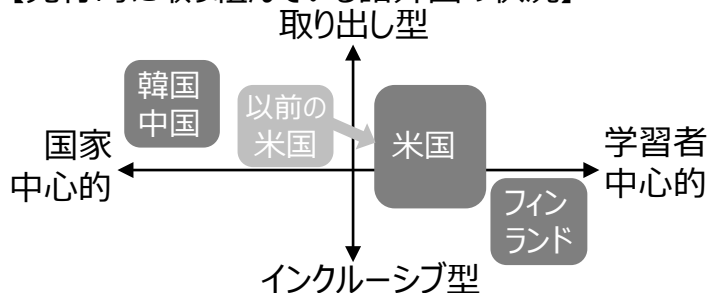 取り出し型
韓国
中国
以前の
米国
米国
国家
中心的
学習者
中心的
フィン
ランド
インクルーシブ型